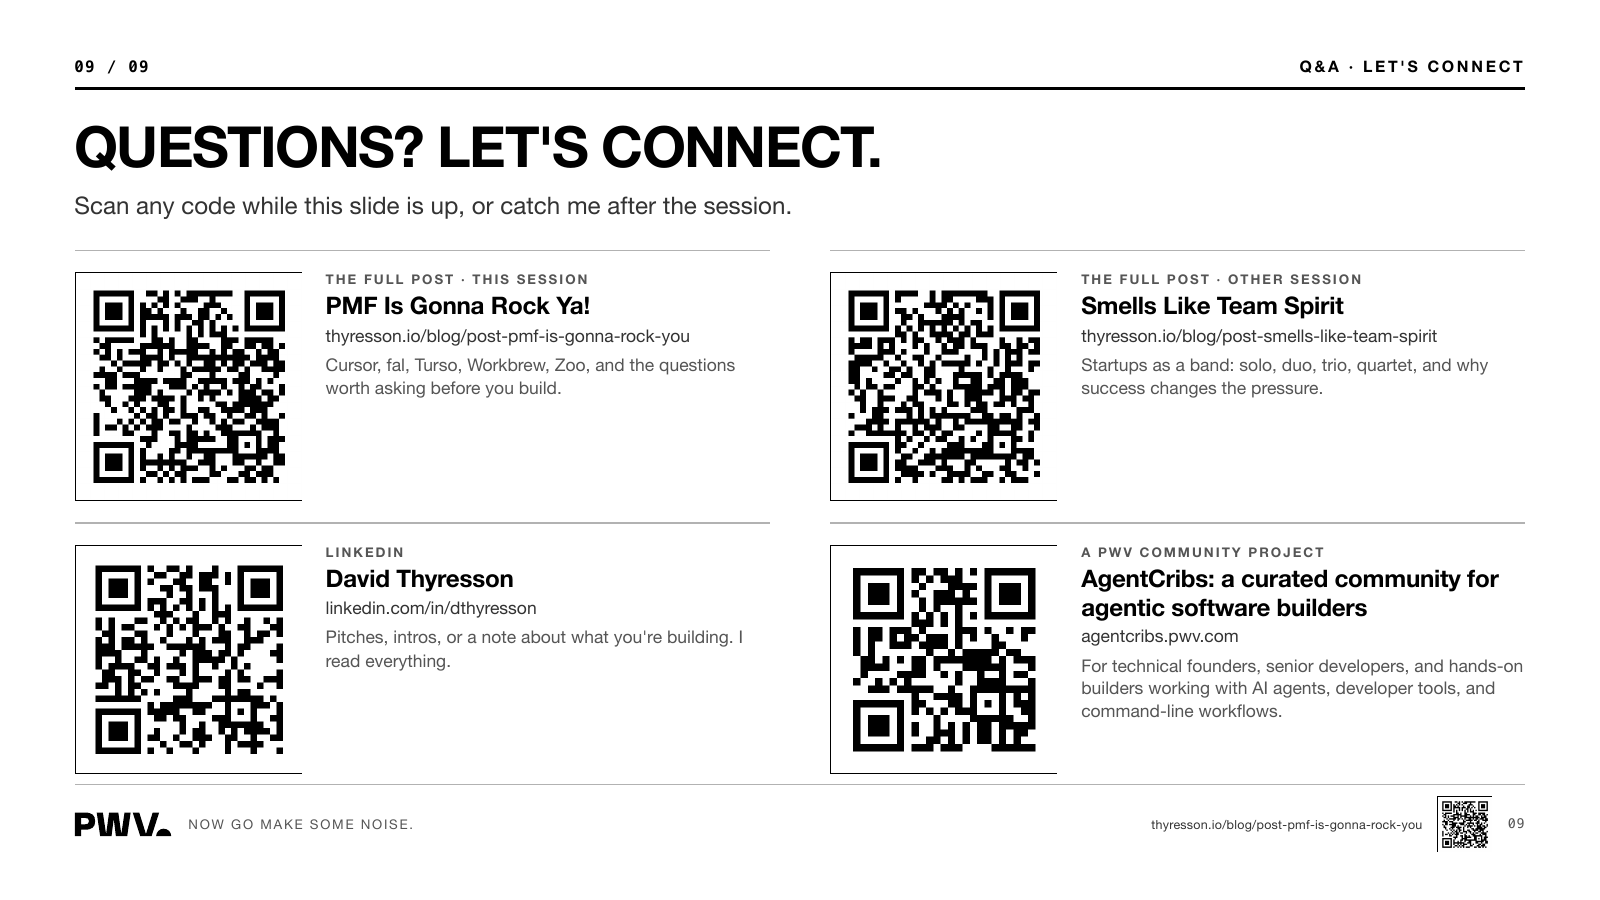 09 / 09
Q&A · LET'S CONNECT
QUESTIONS? LET'S CONNECT.
Scan any code while this slide is up, or catch me after the session.
THE FULL POST · THIS SESSION
PMF Is Gonna Rock Ya!
thyresson.io/blog/post-pmf-is-gonna-rock-you
Cursor, fal, Turso, Workbrew, Zoo, and the questions
worth asking before you build.
THE FULL POST · OTHER SESSION
Smells Like Team Spirit
thyresson.io/blog/post-smells-like-team-spirit
Startups as a band: solo, duo, trio, quartet, and why
success changes the pressure.
LINKEDIN
David Thyresson
linkedin.com/in/dthyresson
Pitches, intros, or a note about what you're building. I
read everything.
A PWV COMMUNITY PROJECT
AgentCribs: a curated community for
agentic software builders
agentcribs.pwv.com
For technical founders, senior developers, and hands-on
builders working with AI agents, developer tools, and
command-line workflows.
PWV.
NOW GO MAKE SOME NOISE.
thyresson.io/blog/post-pmf-is-gonna-rock-you
09